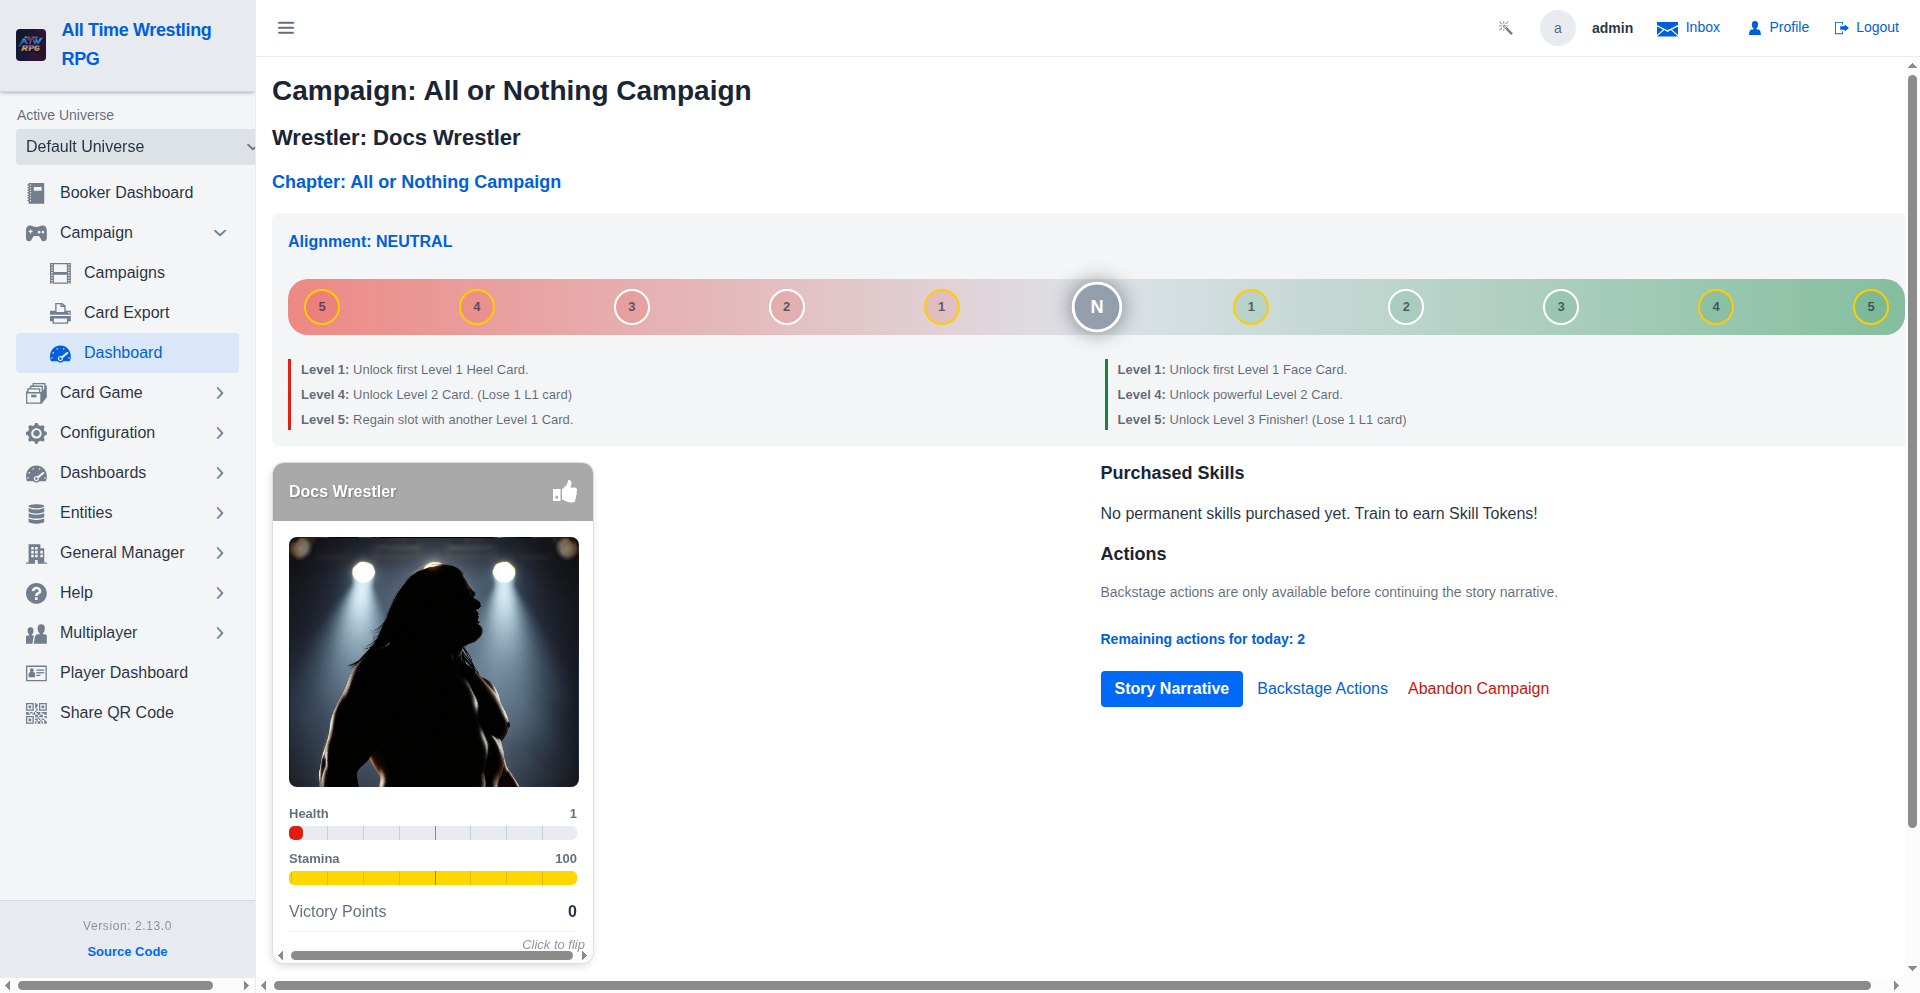 All Time Wrestling
RPG
Active Universe
Default Universe
Booker Dashboard
Campaign
Campaigns
Card Export
Dashboard
Card Game
Configuration
Dashboards
Entities
General Manager
Help
Multiplayer
Player Dashboard
Share QR Code
Version: 2.13.0
Source Code
a admin Inbox Profile Logout
Campaign: All or Nothing Campaign
Wrestler: Docs Wrestler
Chapter: All or Nothing Campaign
Alignment: NEUTRAL
5 4 3 2 1 N 1 2 3 4 5
Level 1: Unlock first Level 1 Heel Card.
Level 4: Unlock Level 2 Card. (Lose 1 L1 card)
Level 5: Regain slot with another Level 1 Card.
Level 1: Unlock first Level 1 Face Card.
Level 4: Unlock powerful Level 2 Card.
Level 5: Unlock Level 3 Finisher! (Lose 1 L1 card)
Docs Wrestler
Health 1
Stamina 100
Victory Points 0
Click to flip
Purchased Skills
No permanent skills purchased yet. Train to earn Skill Tokens!
Actions
Backstage actions are only available before continuing the story narrative.
Remaining actions for today: 2
Story Narrative Backstage Actions Abandon Campaign